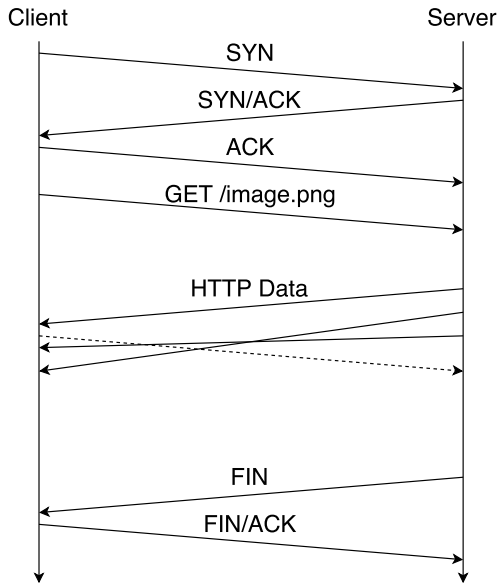 Client
Server
SYN
SYN/ACK
ACK
GET /image.png
HTTP Data
FIN
FIN/ACK